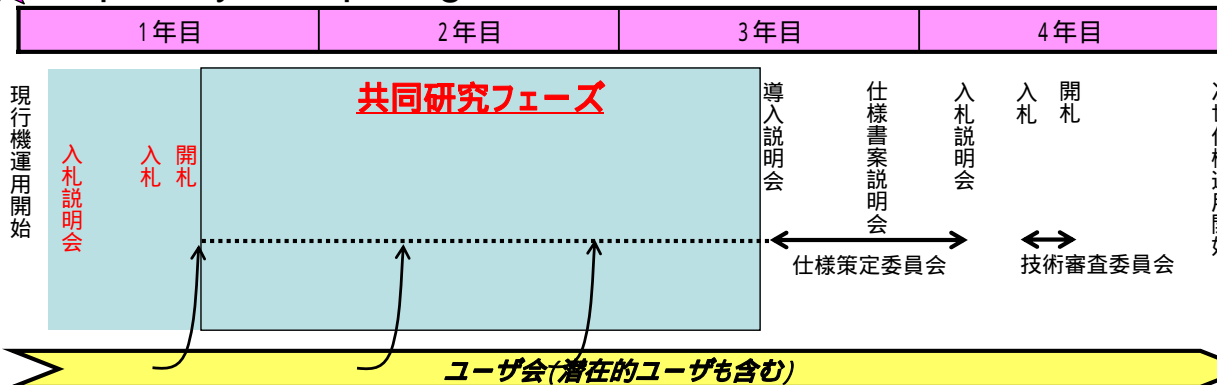 1年目
2年目
3年目
4年目
現行機運用開始
入札説明会
入札
開札
共同研究フェーズ
導入説明会
仕様書案説明会
入札説明会
入札
開札
仕様策定委員会
技術審査委員会
ユーザ会(潜在的ユーザも含む)